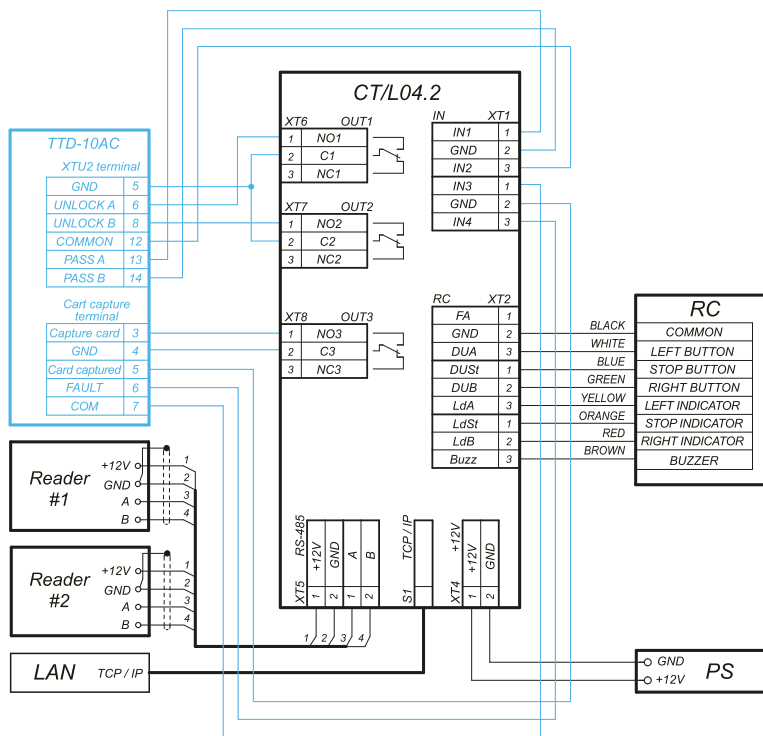 CT/L04.2
XT6 OUT1
1 NO1
2 C1
3 NC1
XT7 OUT2
1 NO2
2 C2
3 NC2
XT8 OUT3
1 NO3
2 C3
3 NC3
IN XT1
IN1 1
GND 2
IN2 3
IN3 1
GND 2
IN4 3
RC XT2
FA 1
GND 2
DUA 3
DUSt 1
DUB 2
LdA 3
LdSt 1
LdB 2
Buzz 3
TTD-10AC
XTU2 terminal
GND 5
UNLOCK A 6
UNLOCK B 8
COMMON 12
PASS A 13
PASS B 14
Cart capture
terminal
Capture card 3
GND 4
Card captured 5
FAULT 6
COM 7
BLACK
WHITE
BLUE
GREEN
YELLOW
ORANGE
RED
BROWN
RC
COMMON
LEFT BUTTON
STOP BUTTON
RIGHT BUTTON
LEFT INDICATOR
STOP INDICATOR
RIGHT INDICATOR
BUZZER
Reader
#1
+12V 1
GND 2
A 3
B 4
Reader
#2
+12V 1
GND 2
A 3
B 4
RS-485
XT5
+12V 1
GND 2
A 1
B 2
1 2 3 4
TCP / IP
S1
+12V
XT4
+12V 1
GND 2
LAN TCP / IP
GND
+12V
PS